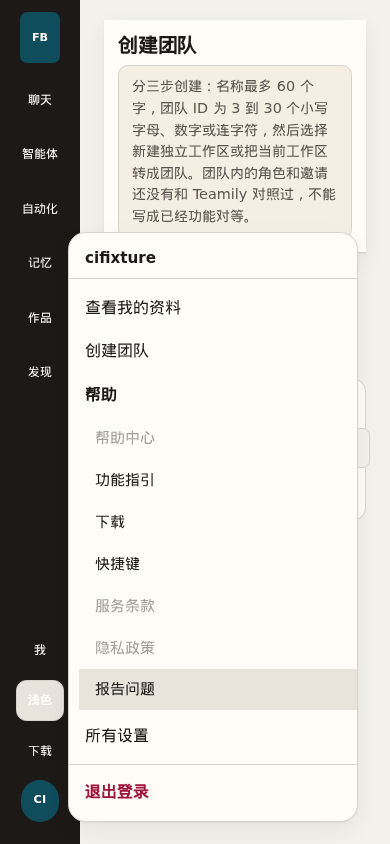 FB
聊天
智能体
自动化
记忆
作品
发现
我
浅色
下载
CI
创建团队
分三步创建：名称最多 60 个
字，团队 ID 为 3 到 30 个小写
字母、数字或连字符，然后选择
新建独立工作区或把当前工作区
转成团队。团队内的角色和邀请
还没有和 Teamily 对照过，不能
写成已经功能对等。
cifixture
查看我的资料
创建团队
帮助
帮助中心
功能指引
下载
快捷键
服务条款
隐私政策
报告问题
所有设置
退出登录